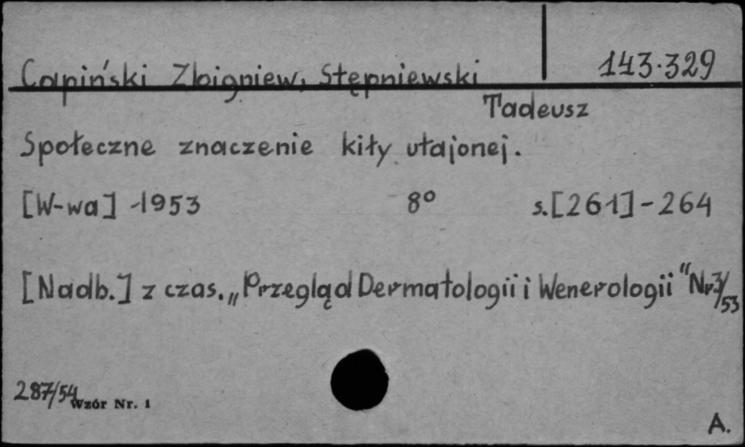 143.329
Capiński Zbigniew, Stępniewski
Tadeusz
Społeczne znaczenie kiły utajonej.
[W-wa] 1953 8° s.[261]-264
[Nadb.] z czas. „Przegląd Dermatologii i Wenerologii" Nr 3/53
287/54
Wzór Nr. 1
A.